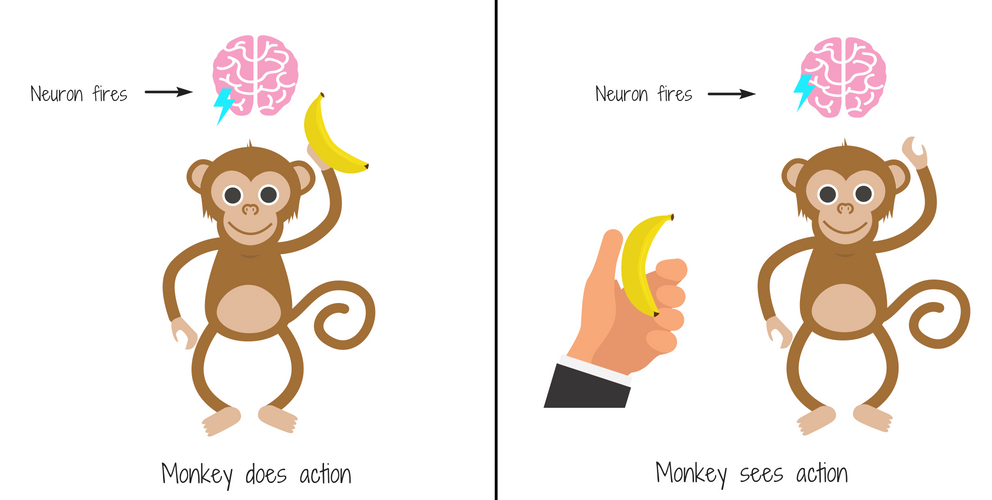 Neuron fires
Monkey does action
Neuron fires
Monkey sees action